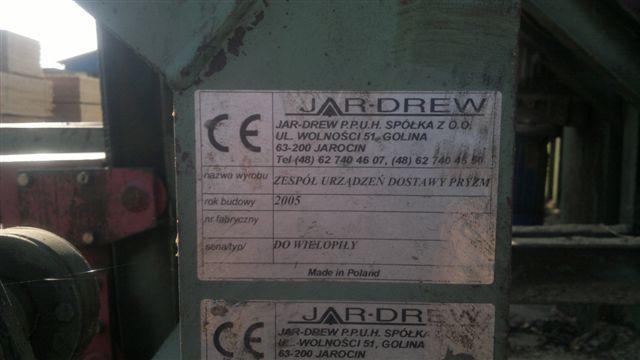 CE
JAR-DREW
JAR-DREW P.P.U.H. SPÓŁKA Z O.O.
UL. WOLNOŚCI 51, GOLINA
63-200 JAROCIN
Tel (48) 62 740 46 07, (48) 62 740 45 50
nazwa wyrobu ZESPÓŁ URZĄDZEŃ DOSTAWY PRYZM
rok budowy 2005
nr fabryczny
seria/typ/ DO WIELOPIŁY
Made in Poland
CE
JAR-DREW
JAR-DREW P.P.U.H. SPÓŁKA
UL. WOLNOŚCI 51, GOLINA
63-200 JAROCIN